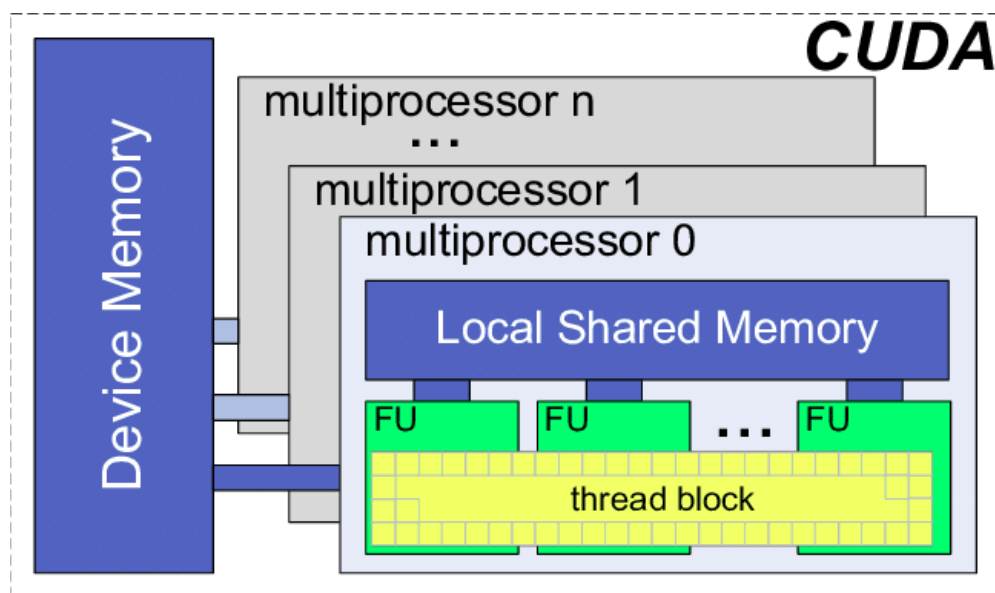 CUDA
Device Memory
multiprocessor n
...
multiprocessor 1
multiprocessor 0
Local Shared Memory
FU
FU
...
FU
thread block